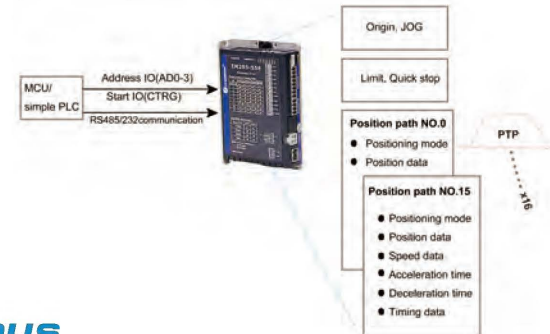 Origin, JOG
Address IO(AD0-3)
MCU/
simple PLC
Start IO(CTRG)
RS485/232communication
Limit, Quick stop
Position path NO.0
● Positioning mode
● Position data
PTP
x16
Position path NO.15
● Positioning mode
● Position data
● Speed data
● Acceleration time
● Deceleration time
● Timing data